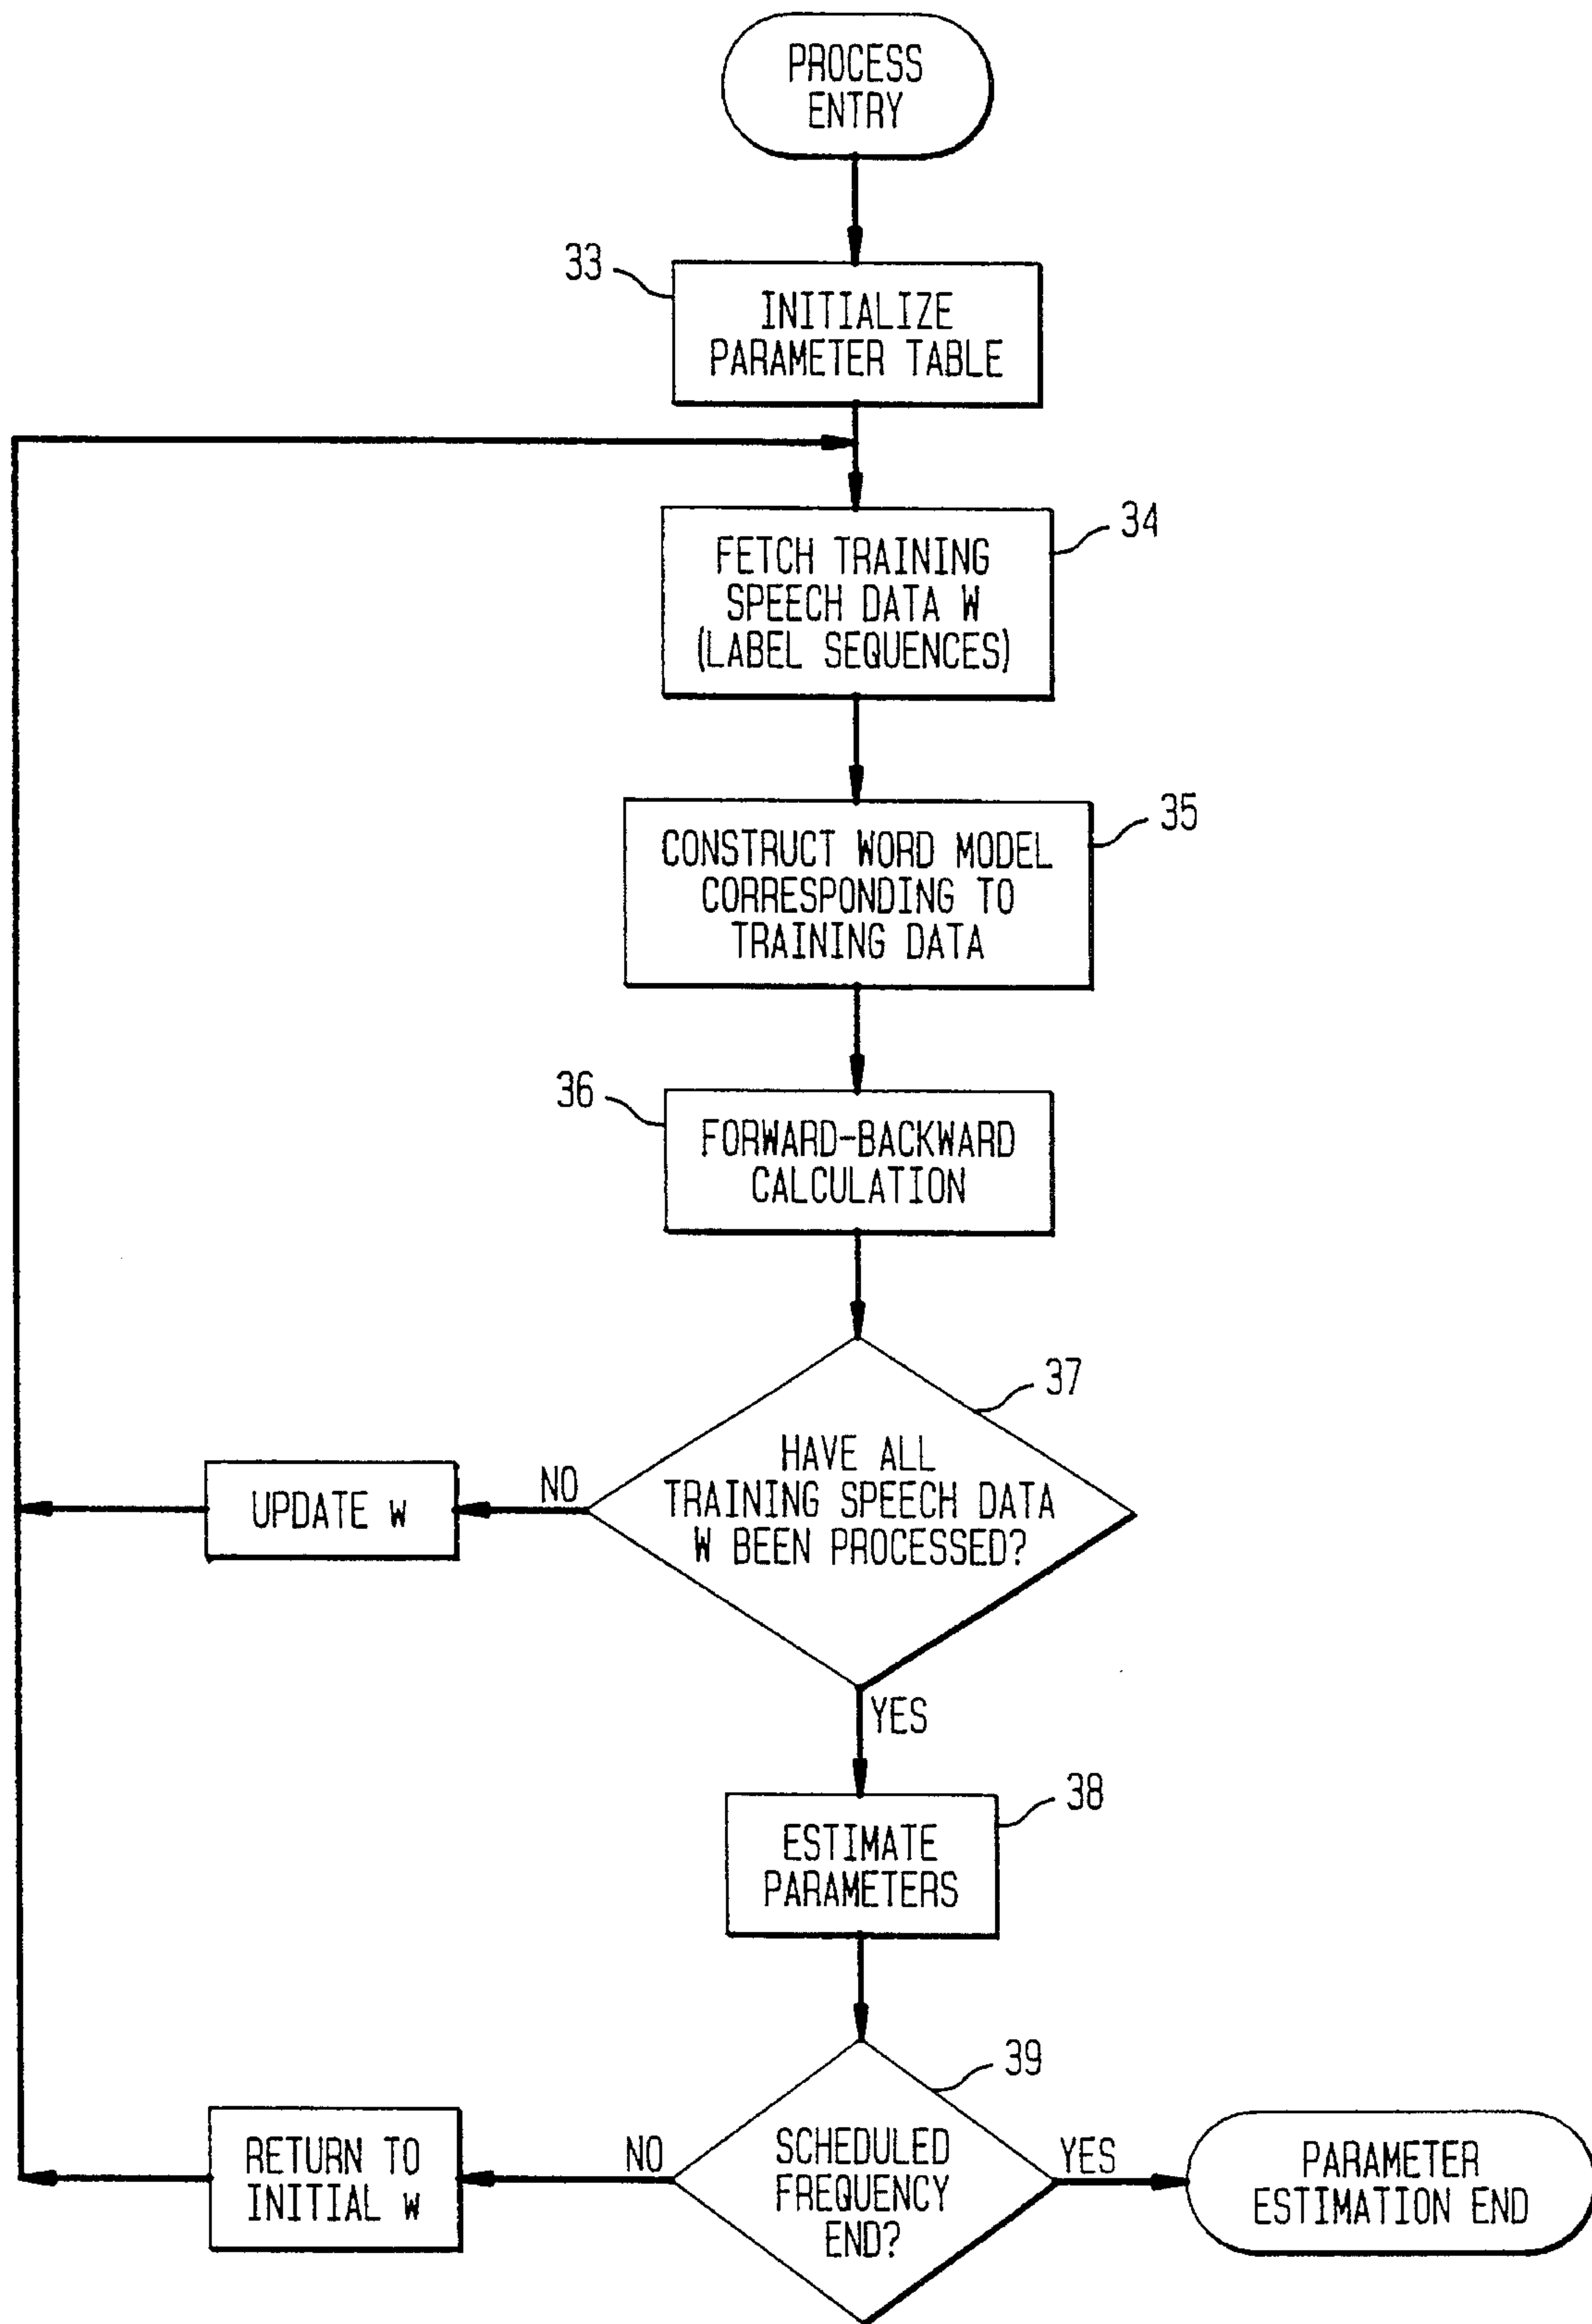 PROCESS
ENTRY
33
INITIALIZE
PARAMETER TABLE
34
FETCH TRAINING
SPEECH DATA W
(LABEL SEQUENCES)
35
CONSTRUCT WORD MODEL
CORRESPONDING TO
TRAINING DATA
36
FORWARD-BACKWARD
CALCULATION
37
HAVE ALL
TRAINING SPEECH DATA
W BEEN PROCESSED?
NO
UPDATE w
YES
38
ESTIMATE
PARAMETERS
39
SCHEDULED
FREQUENCY
END?
NO
RETURN TO
INITIAL w
YES
PARAMETER
ESTIMATION END